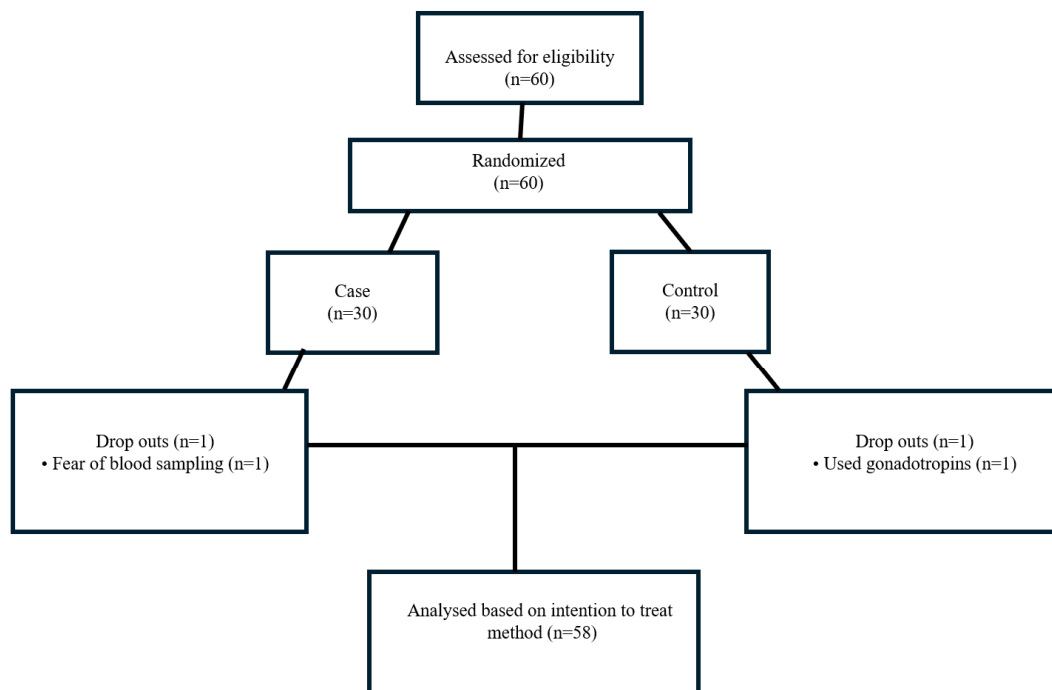 Assessed for eligibility
(n=60)
Randomized
(n=60)
Case
(n=30)
Control
(n=30)
Drop outs (n=1)
• Fear of blood sampling (n=1)
Drop outs (n=1)
• Used gonadotropins (n=1)
Analysed based on intention to treat
method (n=58)